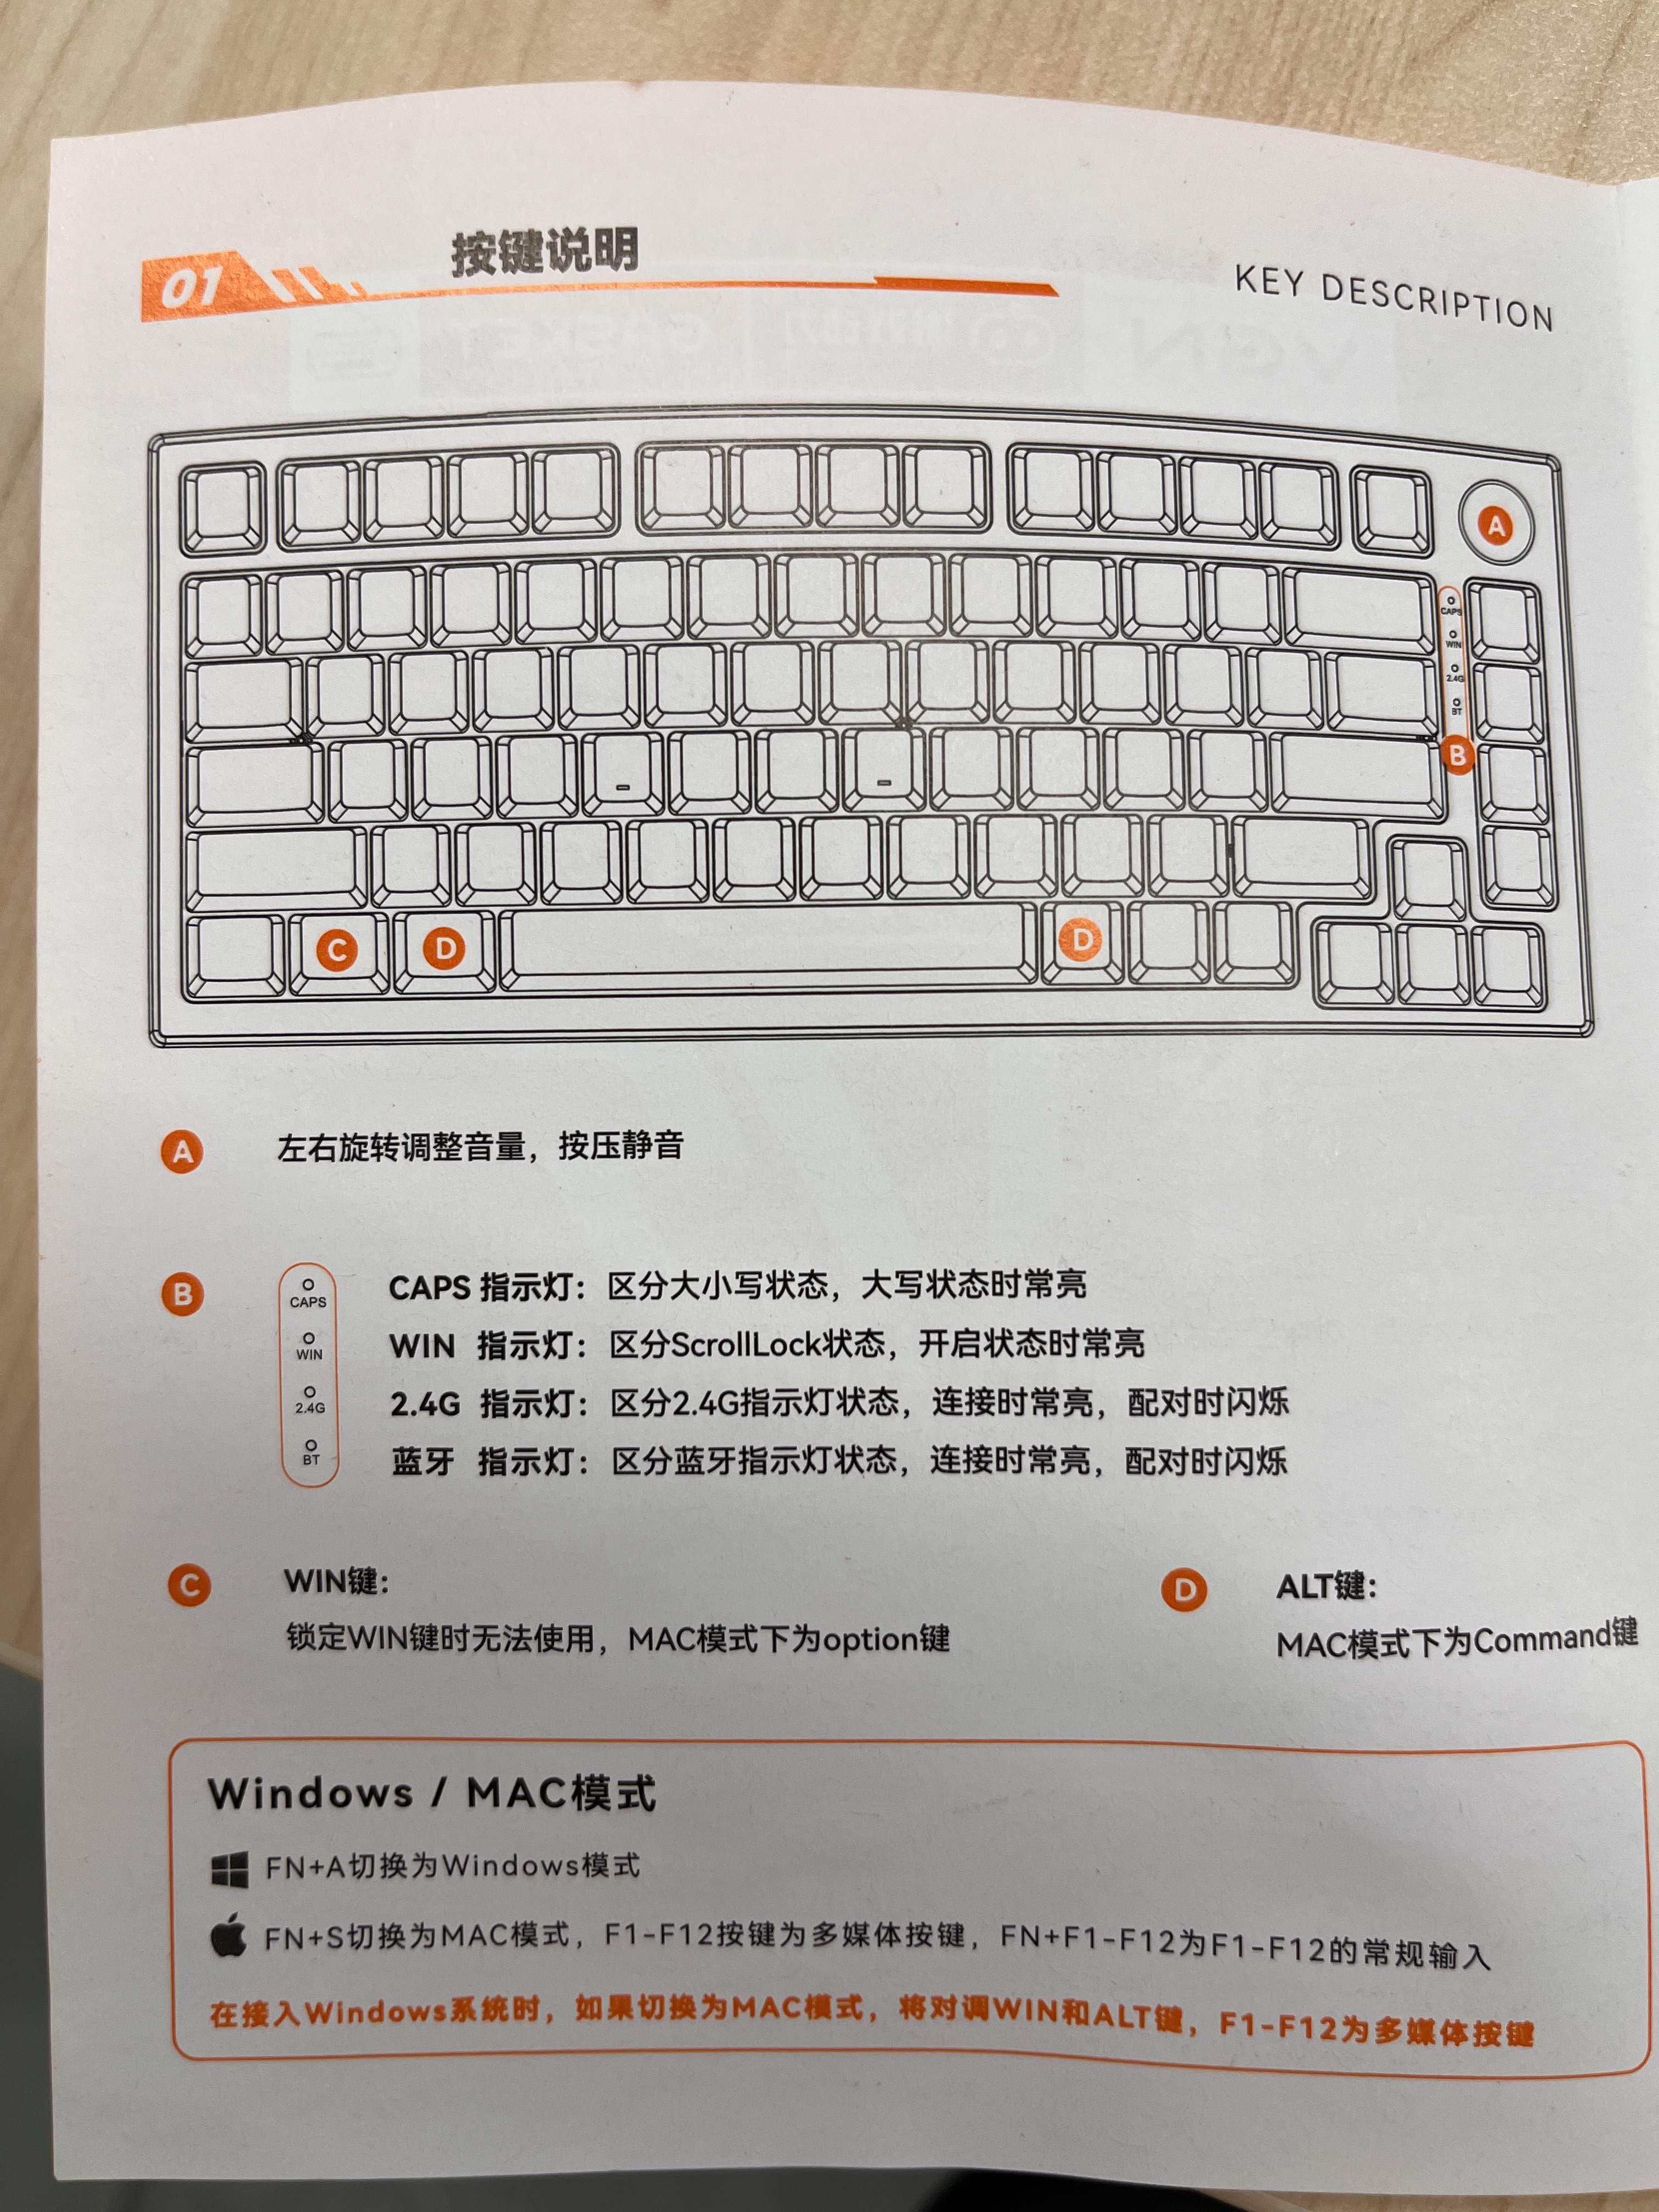 01
按键说明
KEY DESCRIPTION
A
CAPS
WIN
2.4G
BT
B
C
D
D
A
左右旋转调整音量，按压静音
B
CAPS
WIN
2.4G
BT
CAPS 指示灯：区分大小写状态，大写状态时常亮
WIN 指示灯：区分ScrollLock状态，开启状态时常亮
2.4G 指示灯：区分2.4G指示灯状态，连接时常亮，配对时闪烁
蓝牙 指示灯：区分蓝牙指示灯状态，连接时常亮，配对时闪烁
C
WIN键：
锁定WIN键时无法使用，MAC模式下为option键
D
ALT键：
MAC模式下为Command键
Windows / MAC模式
FN+A切换为Windows模式
FN+S切换为MAC模式，F1-F12按键为多媒体按键，FN+F1-F12为F1-F12的常规输入
在接入Windows系统时，如果切换为MAC模式，将对调WIN和ALT键，F1-F12为多媒体按键